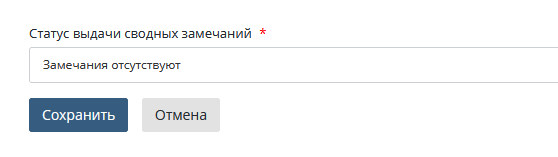 Статус выдачи сводных замечаний *
Замечания отсутствуют
Сохранить Отмена